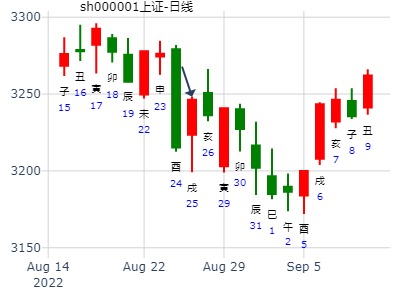 sh000001上证-日线
3300
3250
3200
3150
子
15
丑
16
寅
17
卯
18
辰
19
未
22
申
23
酉
24
戌
25
亥
26
寅
29
卯
30
辰
31
巳
1
午
2
酉
5
戌
6
亥
7
子
8
丑
9
Aug 14
2022
Aug 22
Aug 29
Sep 5